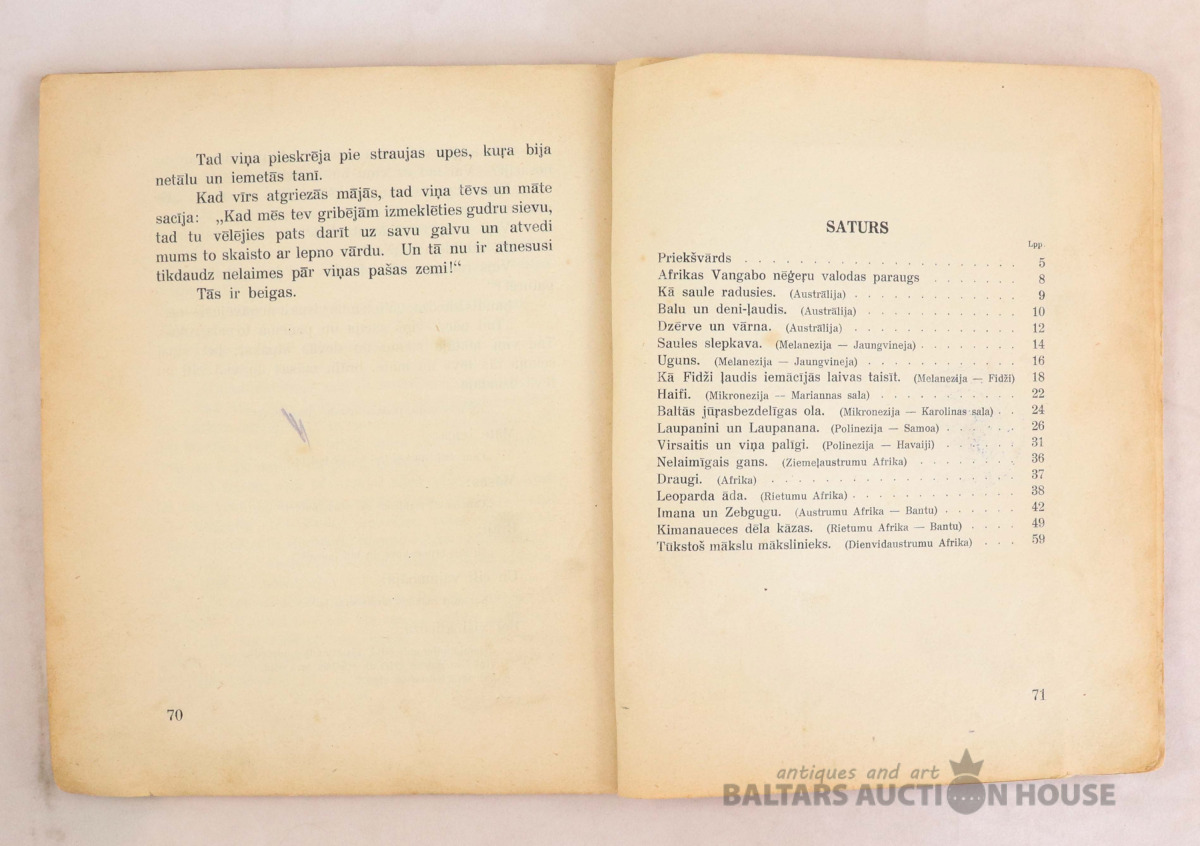 Tad viņa pieskrēja pie straujas upes, kuŗa bija
netālu un iemetās tanī.
Kad vīrs atgriezās mājās, tad viņa tēvs un māte
sacīja: „Kad mēs tev gribējām izmeklēties gudru sievu,
tad tu vēlējies pats darīt uz savu galvu un atvedi
mums to skaisto ar lepno vārdu. Un tā nu ir atnesusi
tikdaudz nelaimes pār viņas pašas zemi!“
Tās ir beigas.
70
SATURS
Lpp
Priekšvārds . . . . . . . . . . . . . . . . . . . . 5
Afrikas Vangabo nēģeŗu valodas paraugs . . . . . . . 8
Kā saule radusies. (Austrālija) . . . . . . . . . . . 9
Balu un deni-ļaudis. (Austrālija) . . . . . . . . . . 10
Dzērve un vārna. (Austrālija) . . . . . . . . . . . 12
Saules slepkava. (Melanezija — Jaungvineja) . . . . . . . 14
Uguns. (Melanezija — Jaungvineja) . . . . . . . . . . 16
Kā Fidži ļaudis iemācījās laivas taisīt. (Melanezija — Fidži) 18
Haifi. (Mikronezija — Mariannas sala) . . . . . . . . . 22
Baltās jūrasbezdelīgas ola. (Mikronezija — Karolinas sala) . . 24
Laupanini un Laupanana. (Polinezija — Samoa) . . . . . 26
Virsaitis un viņa palīgi. (Polinezija — Havaiji) . . . . . 31
Nelaimīgais gans. (Ziemeļaustrumu Afrika) . . . . . . . 36
Draugi. (Afrika) . . . . . . . . . . . . . . . . . 37
Leoparda āda. (Rietumu Afrika) . . . . . . . . . . . 38
Imana un Zebgugu. (Austrumu Afrika — Bantu) . . . . . 42
Kimanaueces dēla kāzas. (Rietumu Afrika — Bantu) . . . . 49
Tūkstoš mākslu mākslinieks. (Dienvidaustrumu Afrika) . . . 59
71
antiques and art
BALTARS AUCTION HOUSE